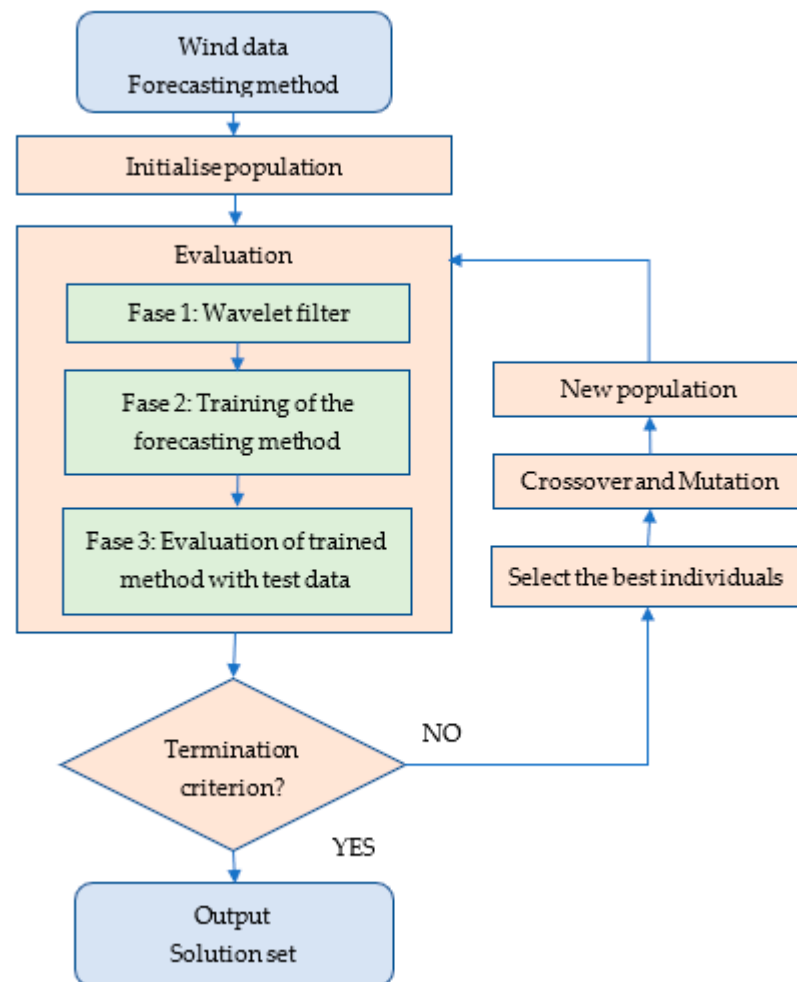 Wind data
Forecasting method
Initialise population
Evaluation
Fase 1: Wavelet filter
Fase 2: Training of the
forecasting method
Fase 3: Evaluation of trained
method with test data
Termination
criterion?
NO
YES
Output
Solution set
New population
Crossover and Mutation
Select the best individuals